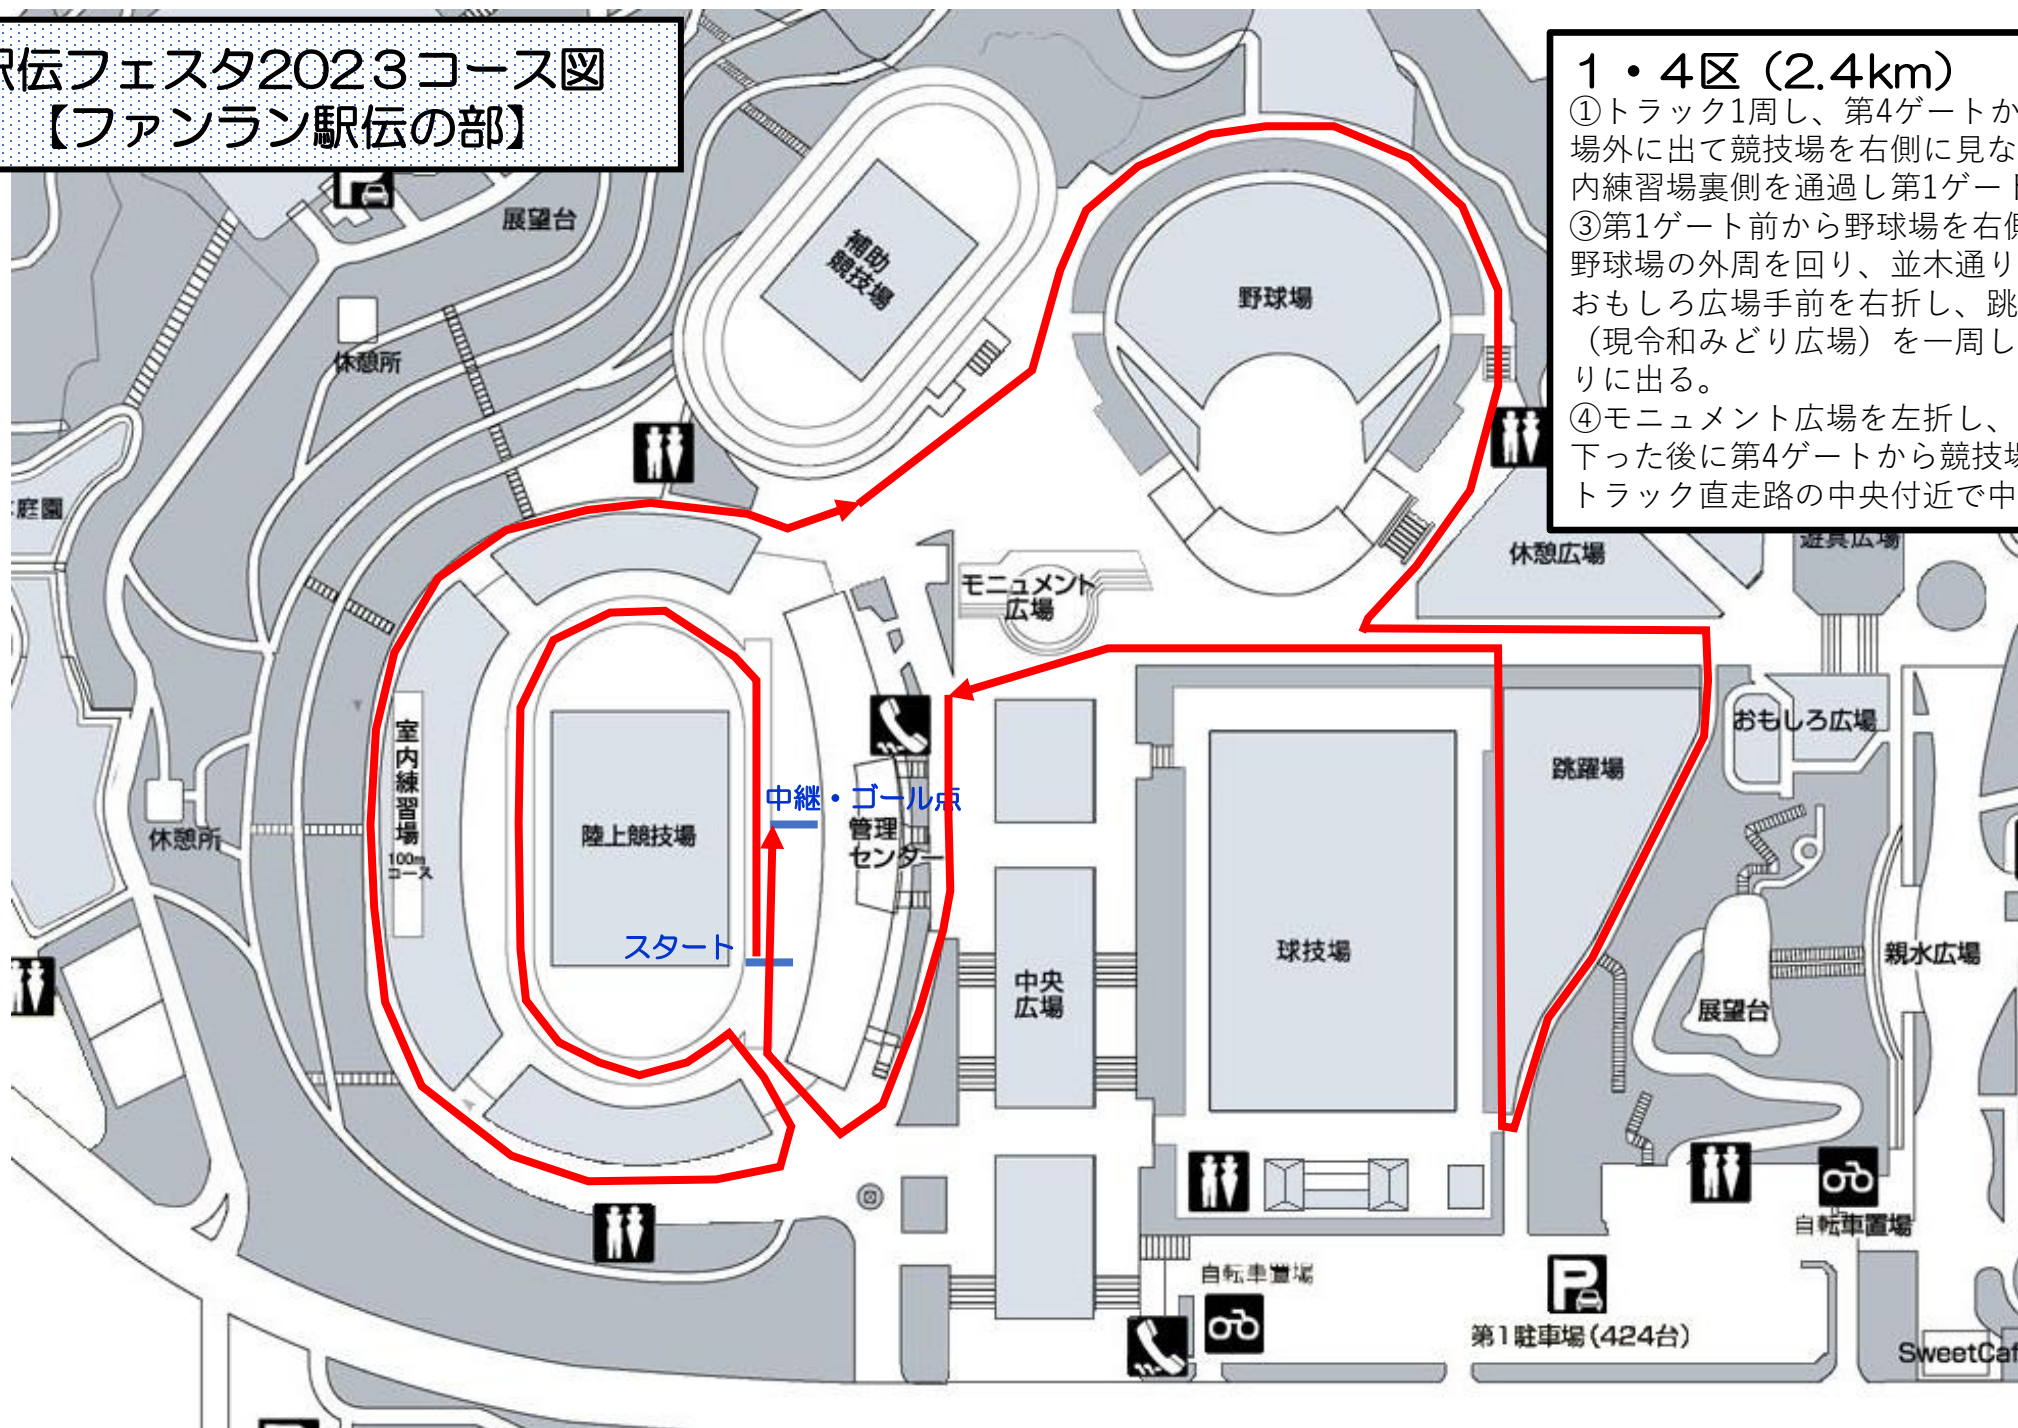 駅伝フェスタ2023コース図
【ファンラン駅伝の部】
1・4区（2.4km）
①トラック1周し、第4ゲートか
場外に出て競技場を右側に見な
内練習場裏側を通過し第1ゲート
③第1ゲート前から野球場を右側
野球場の外周を回り、並木通り
おもしろ広場手前を右折し、跳
（現令和みどり広場）を一周し
りに出る。
④モニュメント広場を左折し、
下った後に第4ゲートから競技場
トラック直走路の中央付近で中
展望台
補助
競技場
野球場
休憩所
庭園
遊具広場
休憩広場
モニュメント
広場
おもしろ広場
室内練習場
100m
コース
跳躍場
中継・ゴール点
休憩所
陸上競技場
管理
センター
スタート
球技場
親水広場
中央
広場
展望台
自転車置場
自転車置場
第1駐車場(424台)
SweetCaf